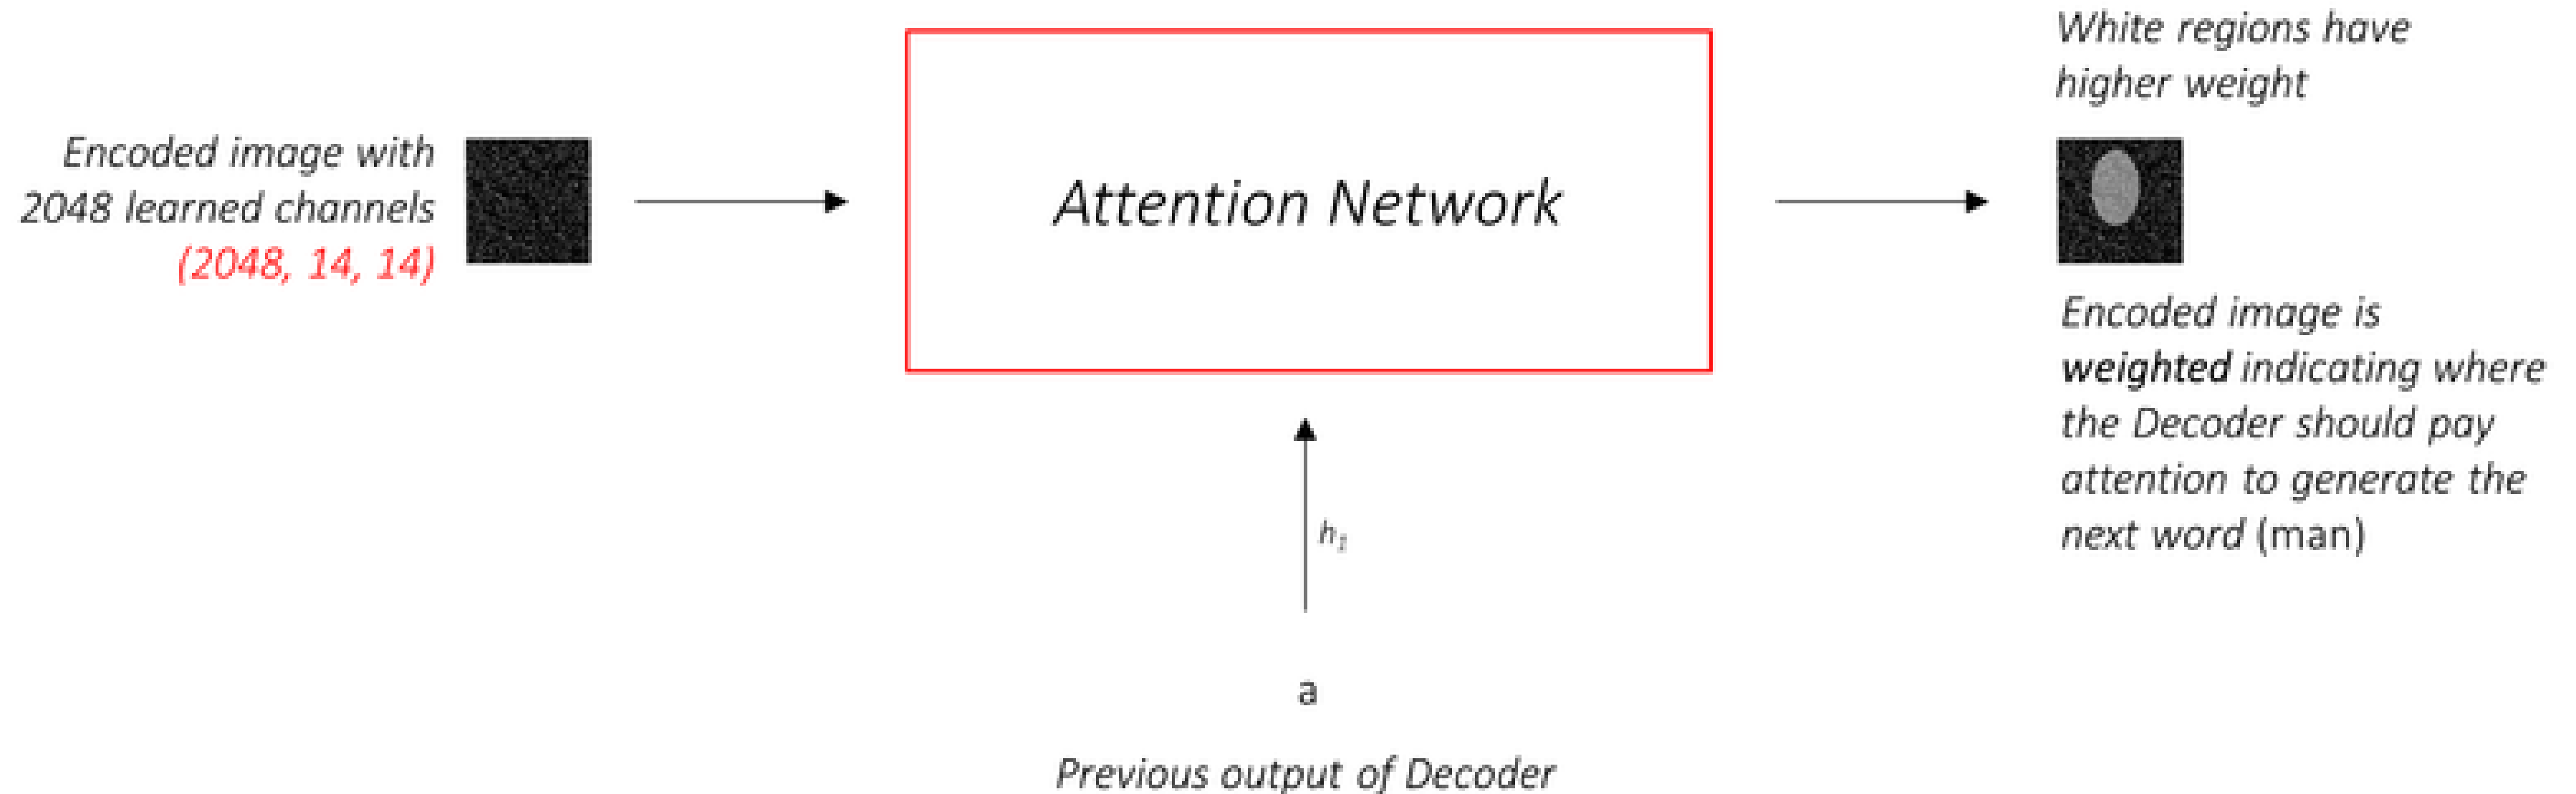 Encoded image with
2048 learned channels
(2048, 14, 14)
Attention Network
h1
a
Previous output of Decoder
White regions have
higher weight
Encoded image is
weighted indicating where
the Decoder should pay
attention to generate the
next word (man)